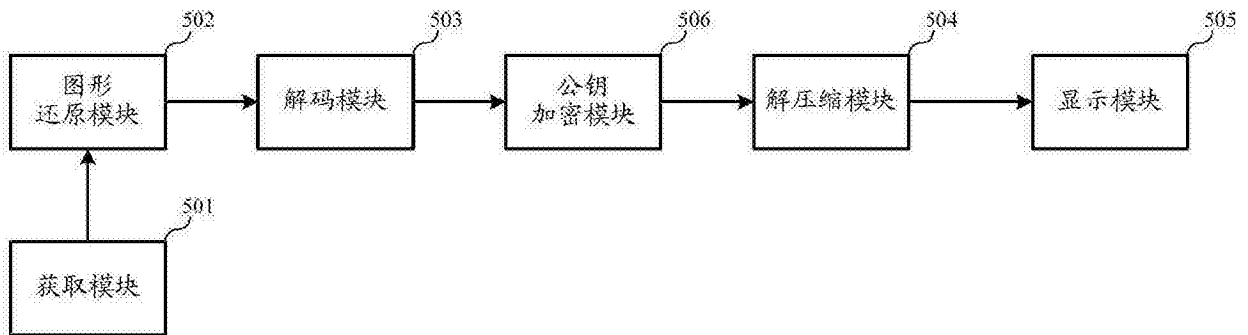 502
503
506
504
505
图形
还原模块
解码模块
公钥
加密模块
解压缩模块
显示模块
501
获取模块